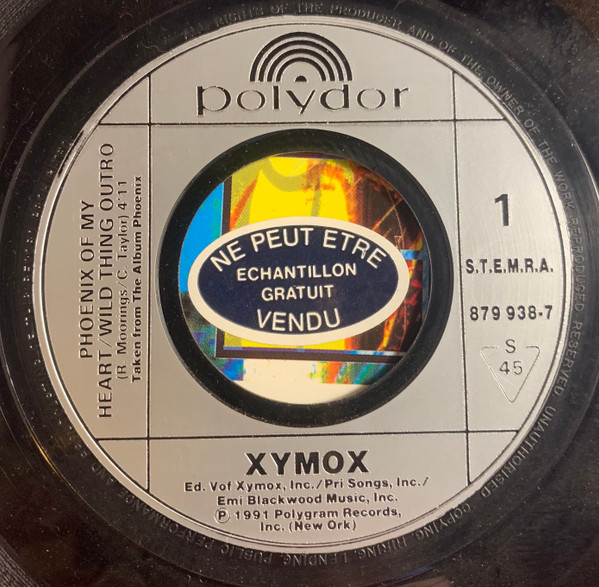 ALL RIGHTS OF THE PRODUCER AND OF THE OWNER OF THE WORK REPRODUCED RESERVED UNAUTHORISED COPYING, HIRING, LENDING, PUBLIC PERFORMANCE
polydor
PHOENIX OF MY
HEART/WILD THING OUTRO
(R Moorings/C. Taylor) 4'11
Taken from The Album Phoenix
NE PEUT ETRE
ECHANTILLON
GRATUIT
VENDU
1
S.T.E.M.R.A.
879 938-7
S
45
XYMOX
Ed. Vof Xymox, Inc./Pri Songs, Inc./
Emi Blackwood Music, Inc.
℗ 1991 Polygram Records,
Inc. (New Ork)